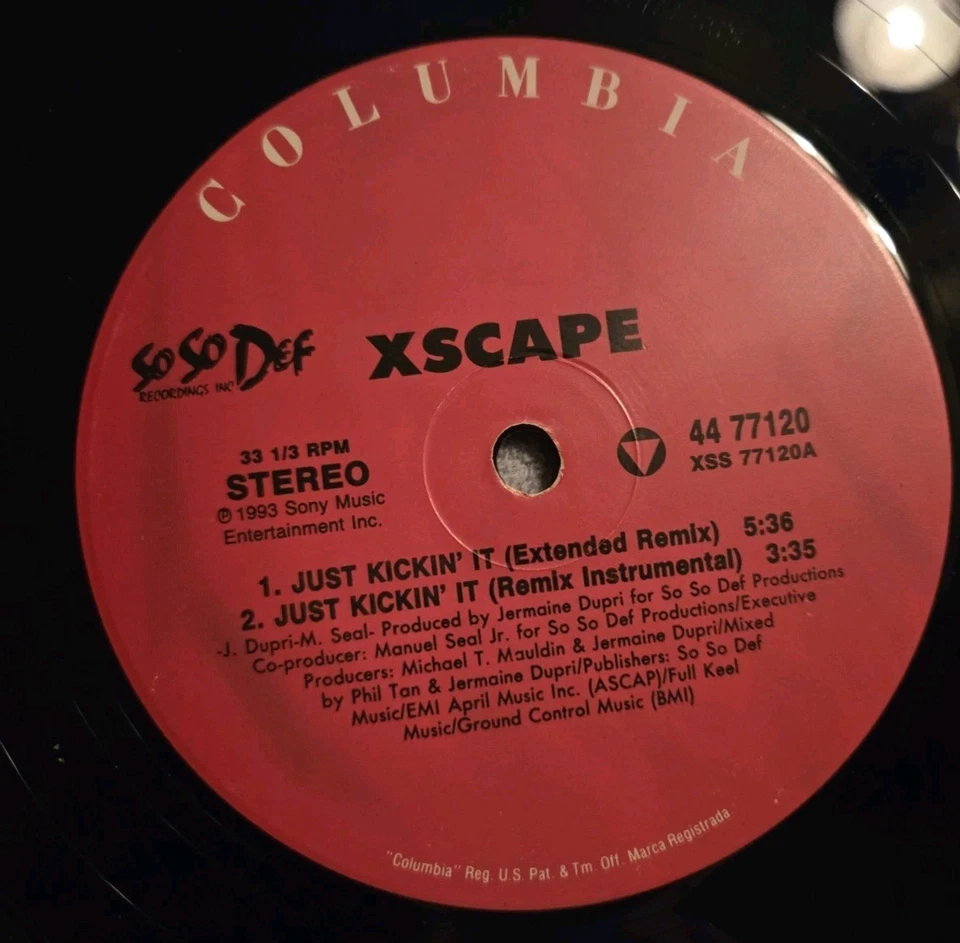 COLUMBIA
SO SO DEF
RECORDINGS INC
XSCAPE
33 1/3 RPM
STEREO
℗ 1993 Sony Music
Entertainment Inc.
44 77120
XSS 77120A
1. JUST KICKIN' IT (Extended Remix) 5:36
2. JUST KICKIN' IT (Remix Instrumental) 3:35
-J. Dupri-M. Seal- Produced by Jermaine Dupri for So So Def Productions
Co-producer: Manuel Seal Jr. for So So Def Productions/Executive
Producers: Michael T. Mauldin & Jermaine Dupri/Mixed
by Phil Tan & Jermaine Dupri/Publishers: So So Def
Music/EMI April Music Inc. (ASCAP)/Full Keel
Music/Ground Control Music (BMI)
"Columbia" Reg. U.S. Pat. & Tm. Off. Marca Registrada.